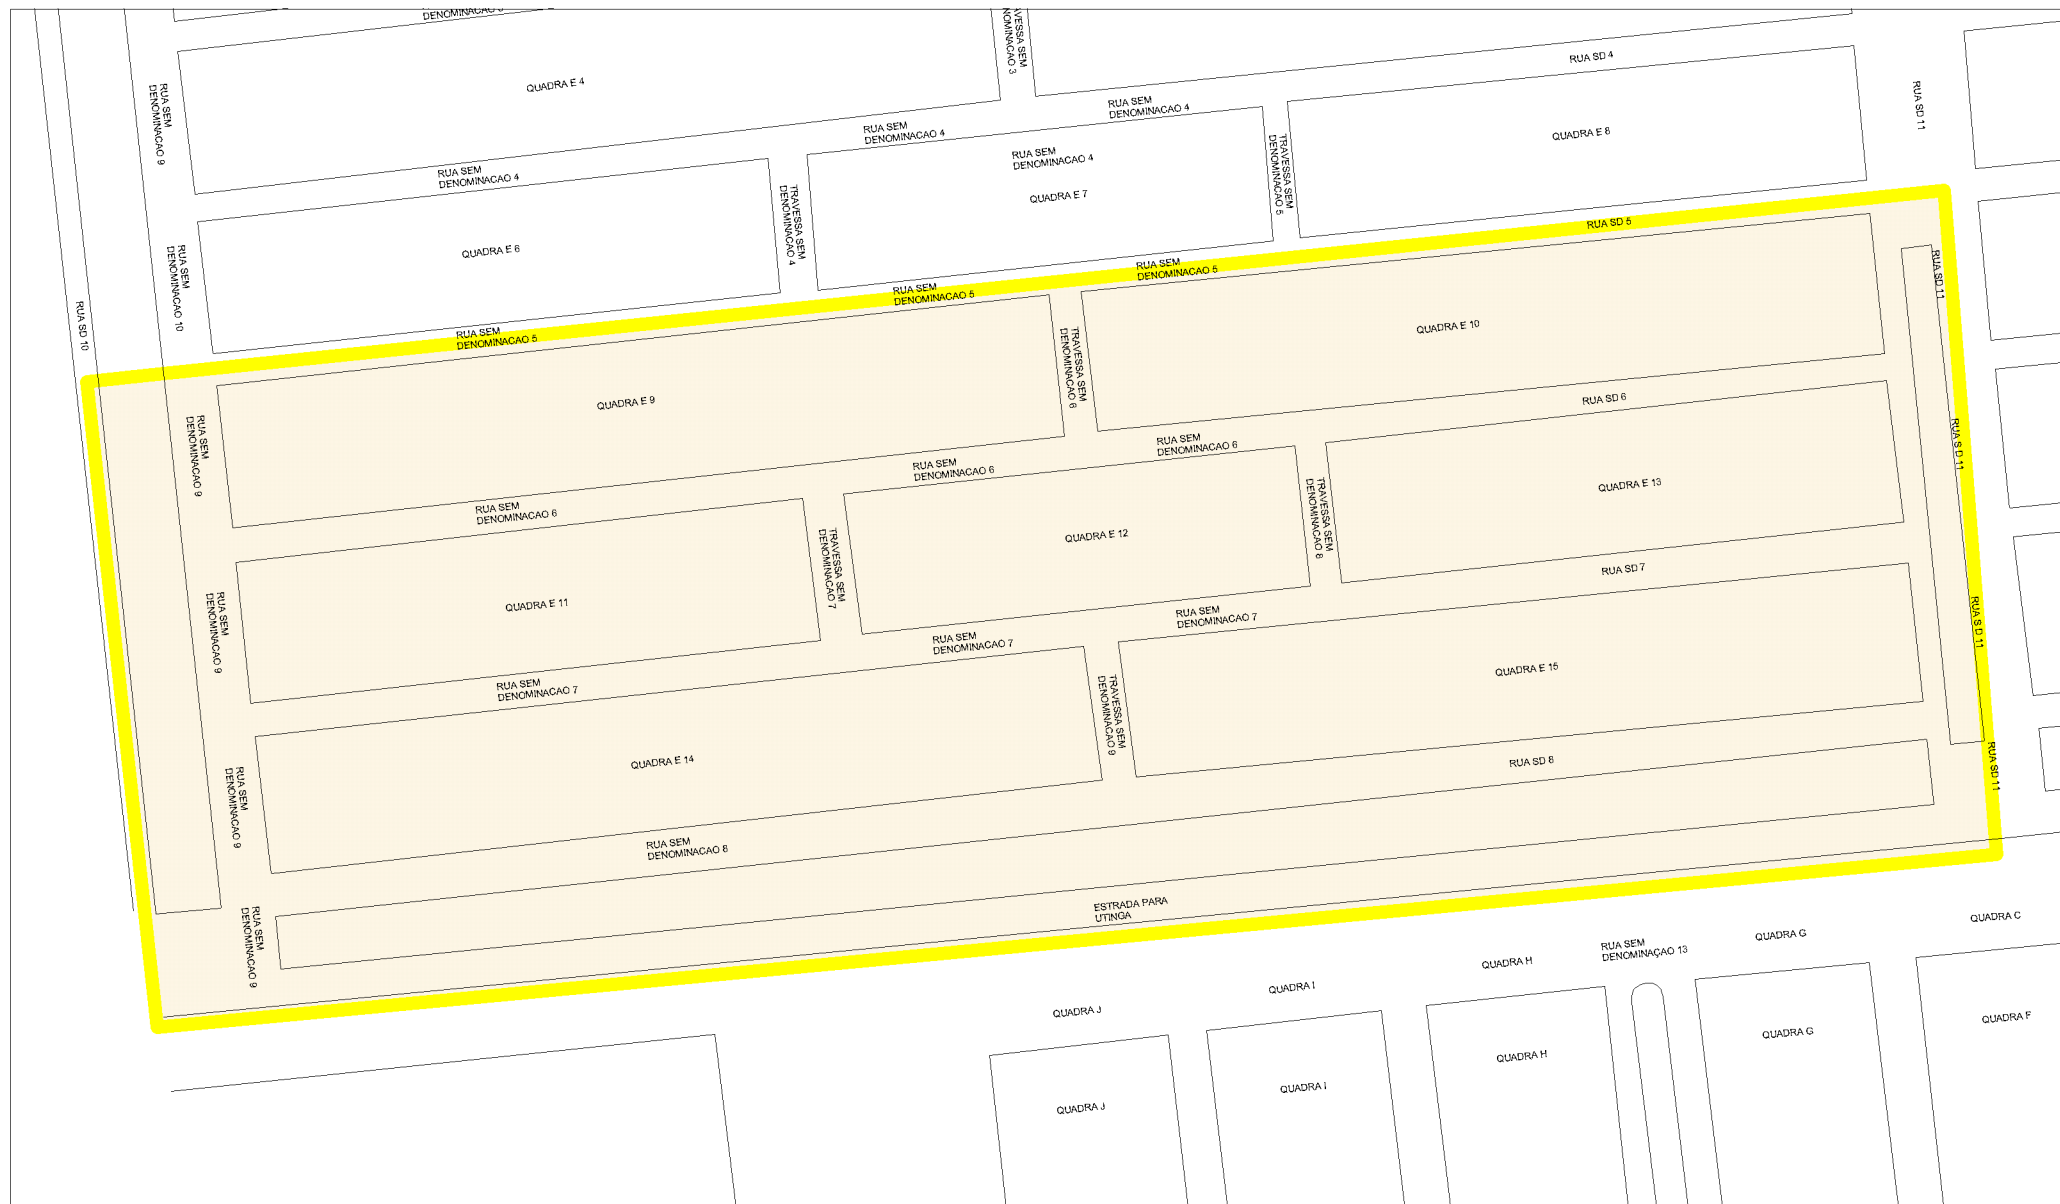 DENOMINACAO 3
AVESSA SEM
NOMINACAO 3
RUA SD 4
QUADRA E 4
RUA SEM
DENOMINACAO 9
RUA SD 11
RUA SEM
DENOMINACAO 4
RUA SEM
DENOMINACAO 4
QUADRA E 8
RUA SEM
DENOMINACAO 4
QUADRA E 7
TRAVESSA SEM
DENOMINACAO 5
RUA SEM
DENOMINACAO 4
TRAVESSA SEM
DENOMINACAO 4
QUADRA E 6
RUA SEM
DENOMINACAO 10
RUA SD 10
RUA SD 5
RUA SEM
DENOMINACAO 5
RUA SEM
DENOMINACAO 5
RUA SEM
DENOMINACAO 5
RUA SD 11
QUADRA E 10
TRAVESSA SEM
DENOMINACAO 6
QUADRA E 9
RUA SEM
DENOMINACAO 9
RUA SD 6
RUA SEM
DENOMINACAO 6
RUA SEM
DENOMINACAO 6
RUA SEM
DENOMINACAO 6
RUA S D 11
QUADRA E 13
TRAVESSA SEM
DENOMINACAO 8
QUADRA E 12
TRAVESSA SEM
DENOMINACAO 7
QUADRA E 11
RUA SEM
DENOMINACAO 9
RUA SD 7
RUA SEM
DENOMINACAO 7
RUA SEM
DENOMINACAO 7
RUA SEM
DENOMINACAO 7
RUA S D 11
QUADRA E 15
TRAVESSA SEM
DENOMINACAO 9
QUADRA E 14
RUA SEM
DENOMINACAO 9
RUA SD 8
RUA SD 11
RUA SEM
DENOMINACAO 8
RUA SEM
DENOMINACAO 9
ESTRADA PARA
UTINGA
QUADRA C
QUADRA G
RUA SEM
DENOMINAÇAO 13
QUADRA H
QUADRA I
QUADRA J
QUADRA F
QUADRA G
QUADRA H
QUADRA I
QUADRA J